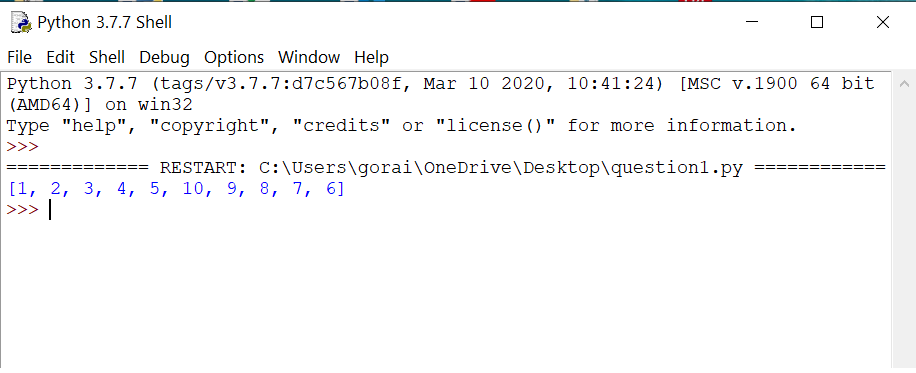 Python 3.7.7 Shell
File Edit Shell Debug Options Window Help
Python 3.7.7 (tags/v3.7.7:d7c567b08f, Mar 10 2020, 10:41:24) [MSC v.1900 64 bit
(AMD64)] on win32
Type "help", "copyright", "credits" or "license()" for more information.
>>>
============= RESTART: C:\Users\gorai\OneDrive\Desktop\question1.py ============
[1, 2, 3, 4, 5, 10, 9, 8, 7, 6]
>>>